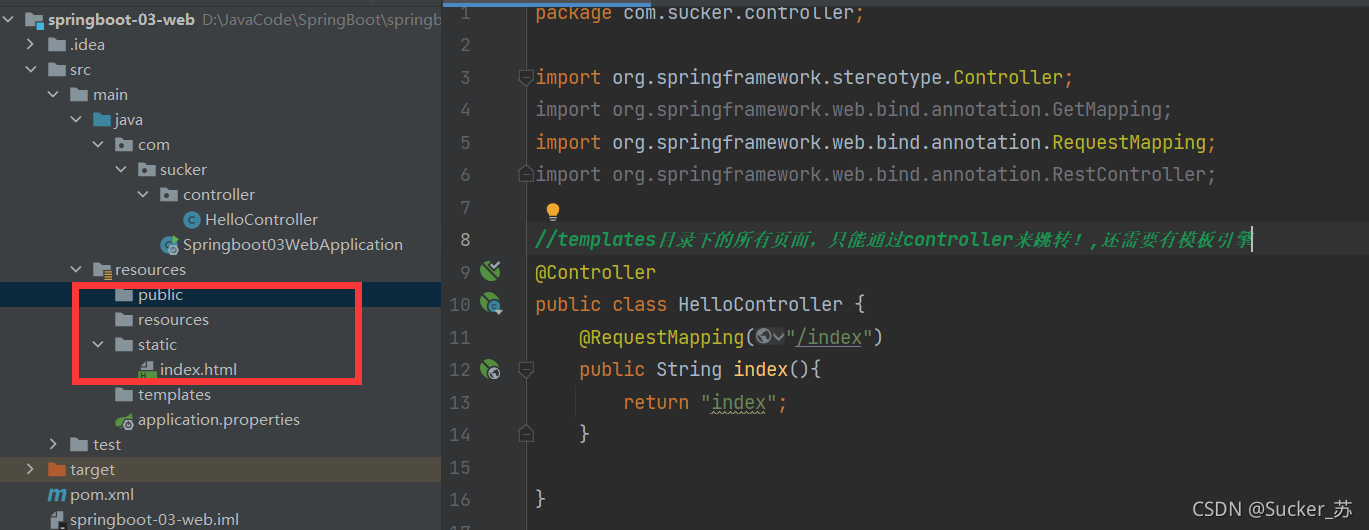 springboot-03-web D:\JavaCode\SpringBoot\springb
.idea
src
main
java
com
sucker
controller
HelloController
Springboot03WebApplication
resources
public
resources
static
index.html
templates
application.properties
test
target
pom.xml
springboot-03-web.iml
1 package com.sucker.controller;
2
3 import org.springframework.stereotype.Controller;
4 import org.springframework.web.bind.annotation.GetMapping;
5 import org.springframework.web.bind.annotation.RequestMapping;
6 import org.springframework.web.bind.annotation.RestController;
7
8 //templates目录下的所有页面，只能通过controller来跳转！,还需要有模板引擎
9 @Controller
10 public class HelloController {
11 @RequestMapping("/index")
12 public String index(){
13 return "index";
14 }
15
16 }
CSDN @Sucker_苏